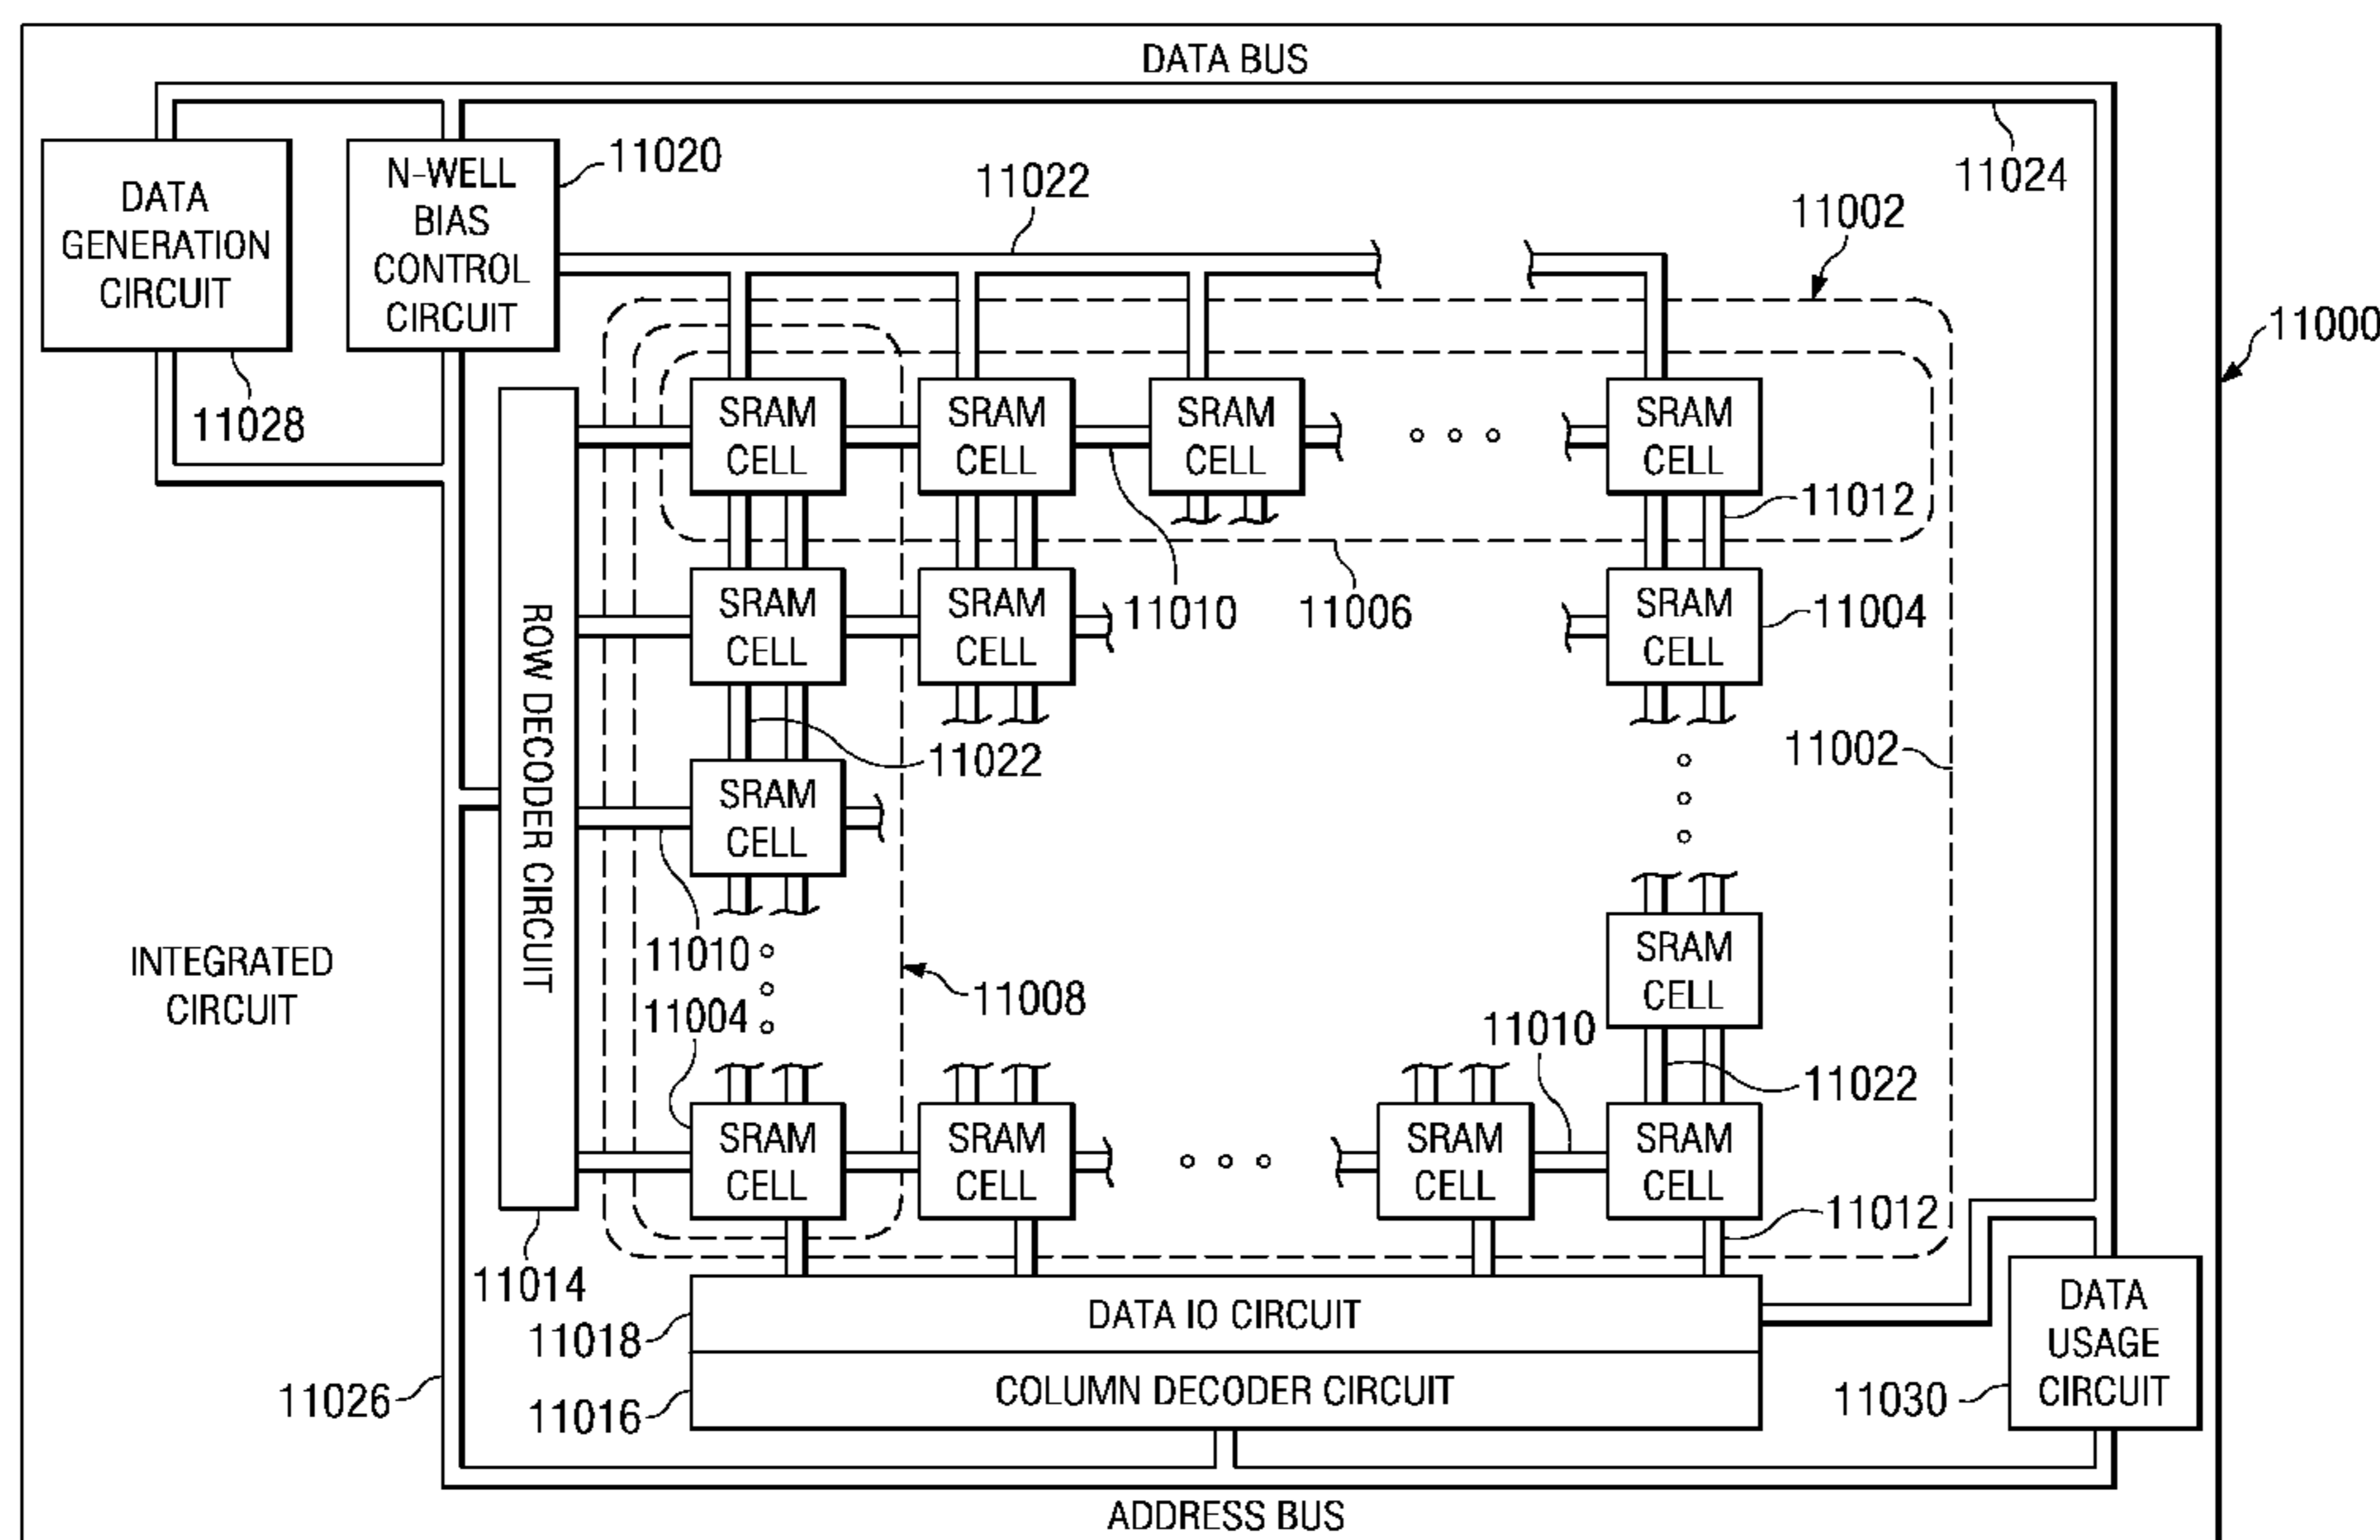 DATA BUS
DATA
GENERATION
CIRCUIT
11028
N-WELL
BIAS
CONTROL
CIRCUIT
11020
11022
11024
11002
11000
SRAM
CELL
SRAM
CELL
SRAM
CELL
SRAM
CELL
11012
11010
11006
SRAM
CELL
SRAM
CELL
SRAM
CELL
11004
11022
11002
SRAM
CELL
11010
ROW DECODER CIRCUIT
INTEGRATED
CIRCUIT
11008
11004
SRAM
CELL
11010
11022
SRAM
CELL
SRAM
CELL
SRAM
CELL
SRAM
CELL
11012
11014
DATA IO CIRCUIT
11018
COLUMN DECODER CIRCUIT
11016
11026
DATA
USAGE
CIRCUIT
11030
ADDRESS BUS